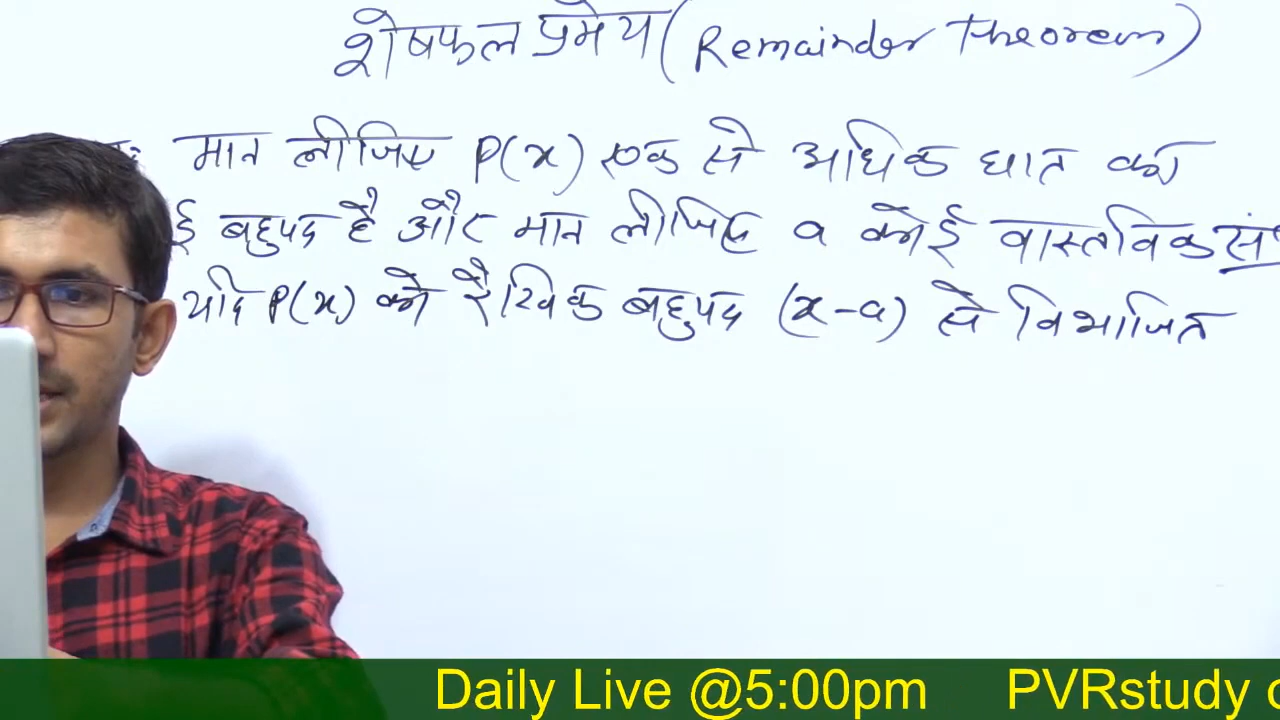 शेषफल प्रमेय (Remainder Theorem)
मान लीजिए P(x) एक से अधिक घात का
ई बहुपद है और मान लीजिए a कोई वास्तविक सं
यदि P(x) को रैखिक बहुपद (x-a) से विभाजित
Daily Live @5:00pm PVRstudy